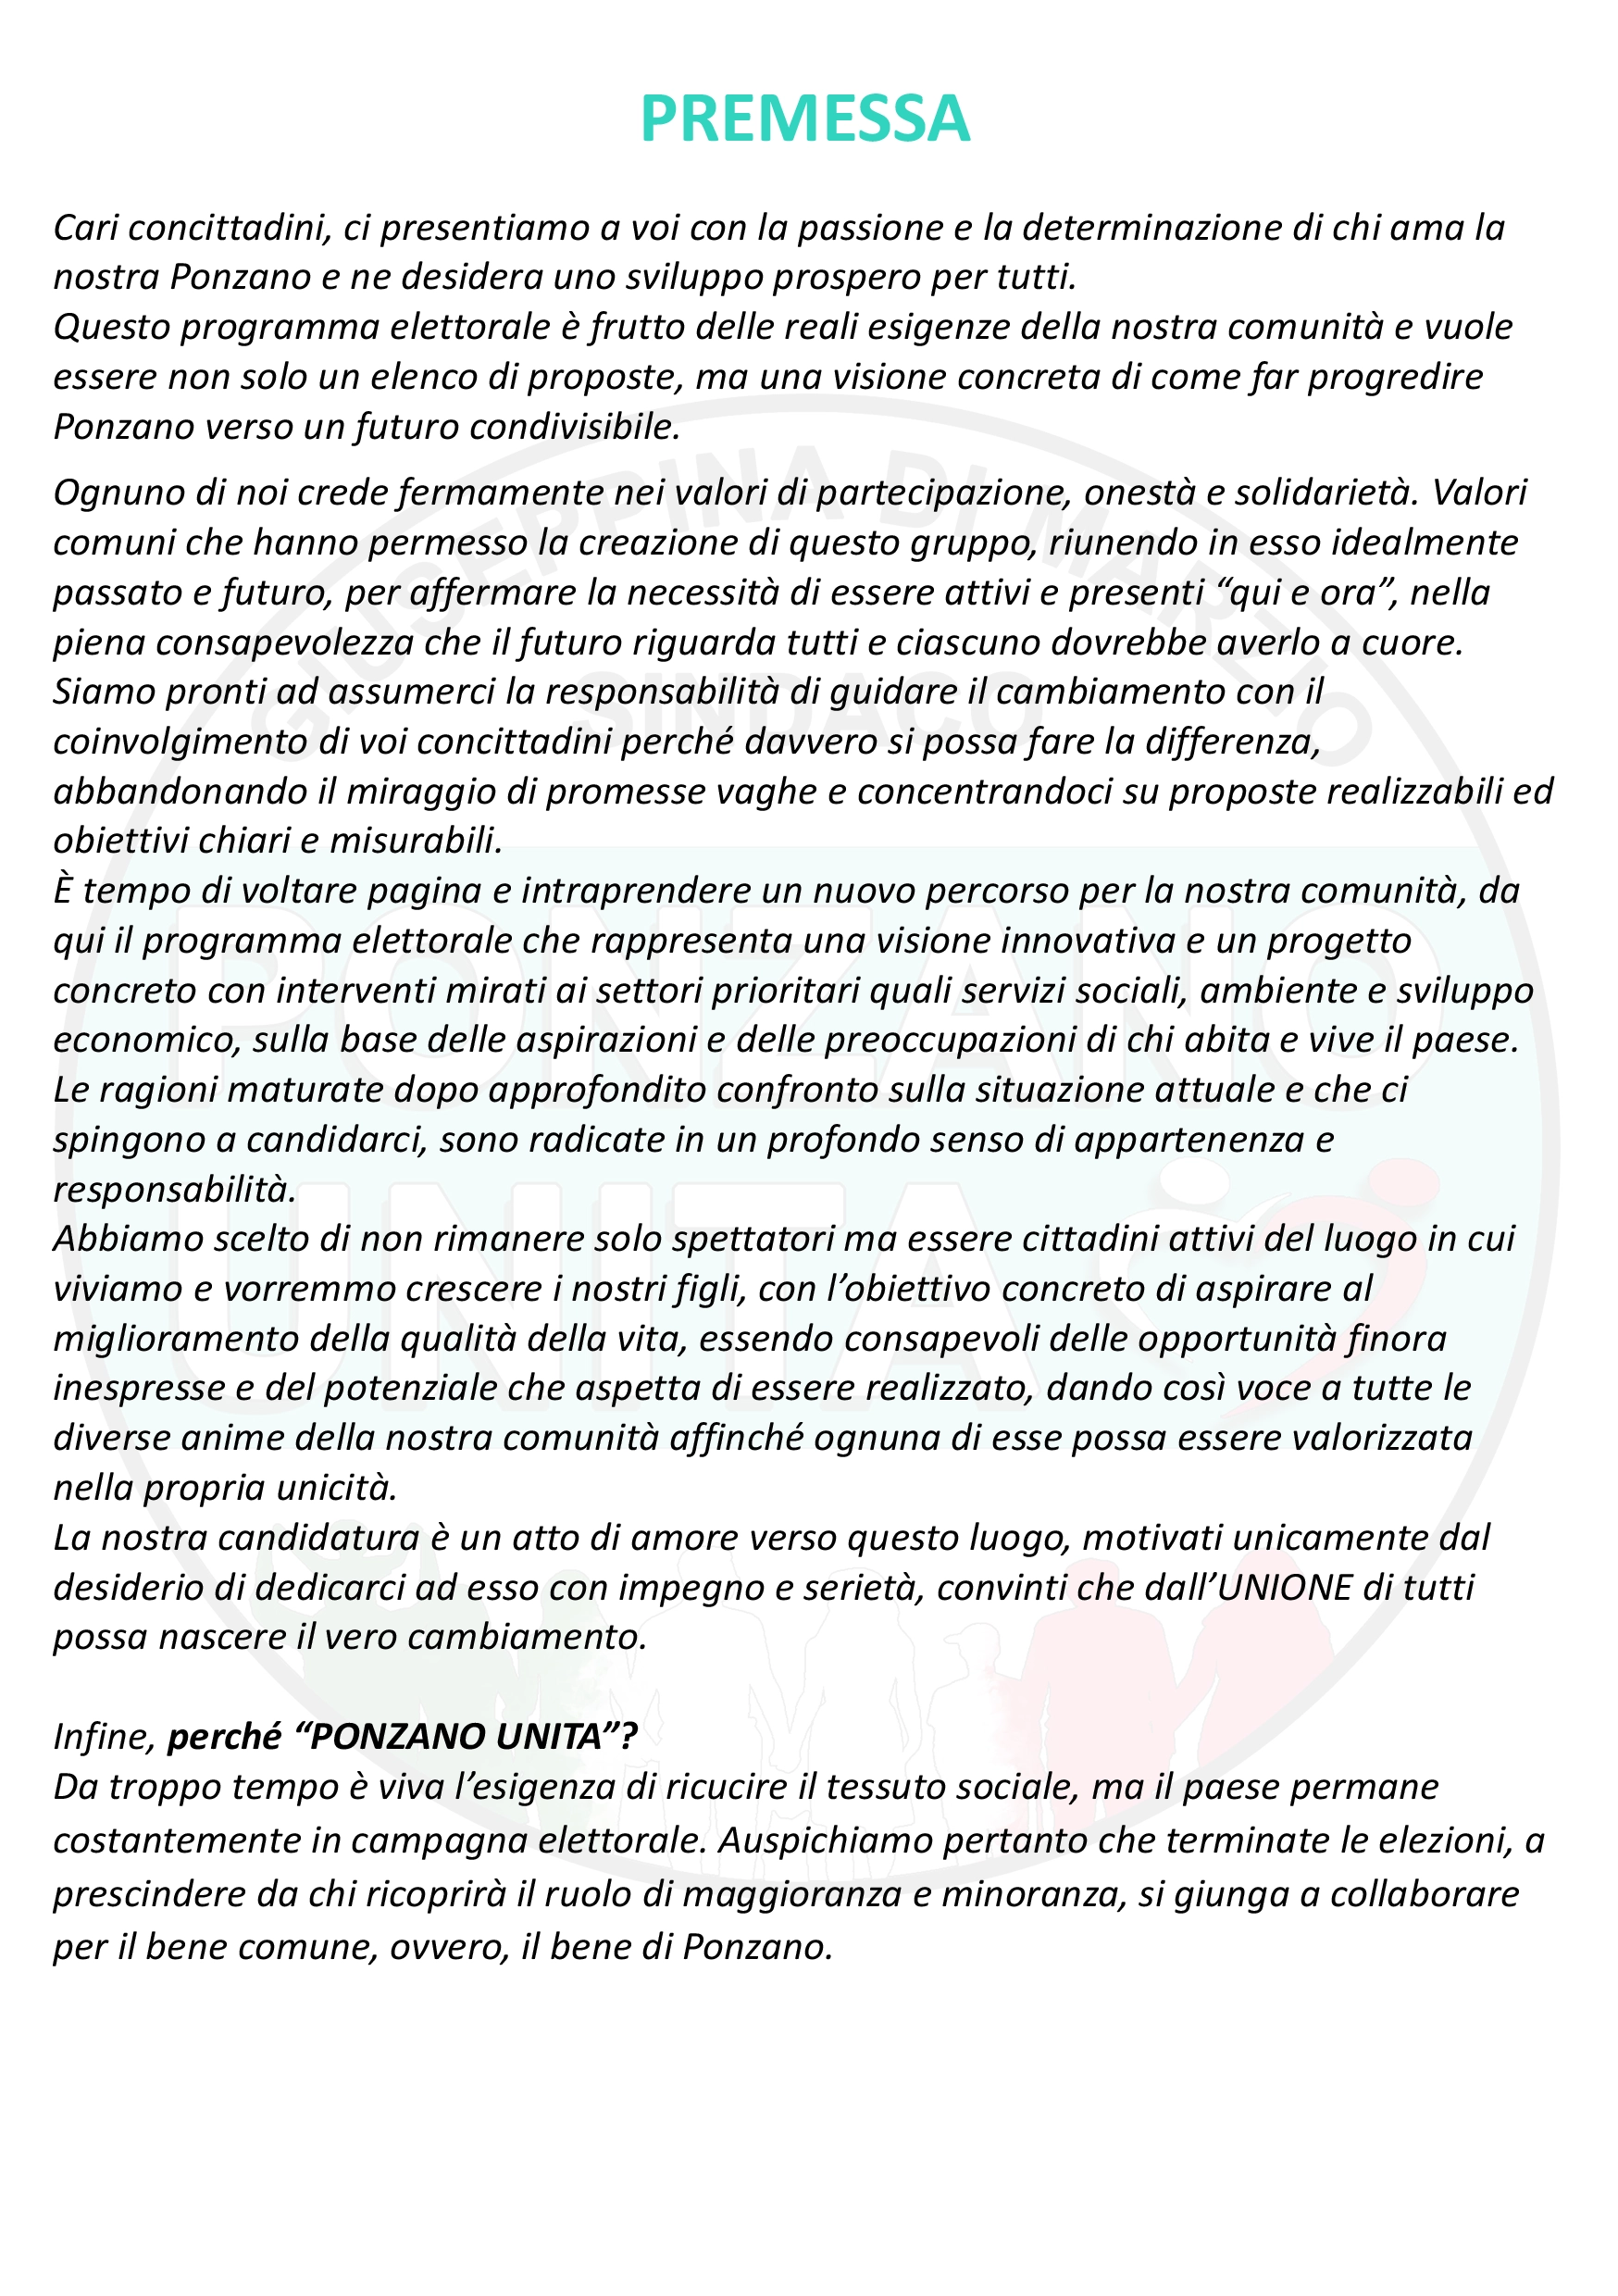 PREMESSA
Cari concittadini, ci presentiamo a voi con la passione e la determinazione di chi ama la
nostra Ponzano e ne desidera uno sviluppo prospero per tutti.
Questo programma elettorale è frutto delle reali esigenze della nostra comunità e vuole
essere non solo un elenco di proposte, ma una visione concreta di come far progredire
Ponzano verso un futuro condivisibile.
Ognuno di noi crede fermamente nei valori di partecipazione, onestà e solidarietà. Valori
comuni che hanno permesso la creazione di questo gruppo, riunendo in esso idealmente
passato e futuro, per affermare la necessità di essere attivi e presenti “qui e ora”, nella
piena consapevolezza che il futuro riguarda tutti e ciascuno dovrebbe averlo a cuore.
Siamo pronti ad assumerci la responsabilità di guidare il cambiamento con il
coinvolgimento di voi concittadini perché davvero si possa fare la differenza,
abbandonando il miraggio di promesse vaghe e concentrandoci su proposte realizzabili ed
obiettivi chiari e misurabili.
È tempo di voltare pagina e intraprendere un nuovo percorso per la nostra comunità, da
qui il programma elettorale che rappresenta una visione innovativa e un progetto
concreto con interventi mirati ai settori prioritari quali servizi sociali, ambiente e sviluppo
economico, sulla base delle aspirazioni e delle preoccupazioni di chi abita e vive il paese.
Le ragioni maturate dopo approfondito confronto sulla situazione attuale e che ci
spingono a candidarci, sono radicate in un profondo senso di appartenenza e
responsabilità.
Abbiamo scelto di non rimanere solo spettatori ma essere cittadini attivi del luogo in cui
viviamo e vorremmo crescere i nostri figli, con l’obiettivo concreto di aspirare al
miglioramento della qualità della vita, essendo consapevoli delle opportunità finora
inespresse e del potenziale che aspetta di essere realizzato, dando così voce a tutte le
diverse anime della nostra comunità affinché ognuna di esse possa essere valorizzata
nella propria unicità.
La nostra candidatura è un atto di amore verso questo luogo, motivati unicamente dal
desiderio di dedicarci ad esso con impegno e serietà, convinti che dall’UNIONE di tutti
possa nascere il vero cambiamento.
Infine, perché “PONZANO UNITA”?
Da troppo tempo è viva l’esigenza di ricucire il tessuto sociale, ma il paese permane
costantemente in campagna elettorale. Auspichiamo pertanto che terminate le elezioni, a
prescindere da chi ricoprirà il ruolo di maggioranza e minoranza, si giunga a collaborare
per il bene comune, ovvero, il bene di Ponzano.
GIUSEPPINA DI MARZIO
SINDACO
PONZANO
UNITA